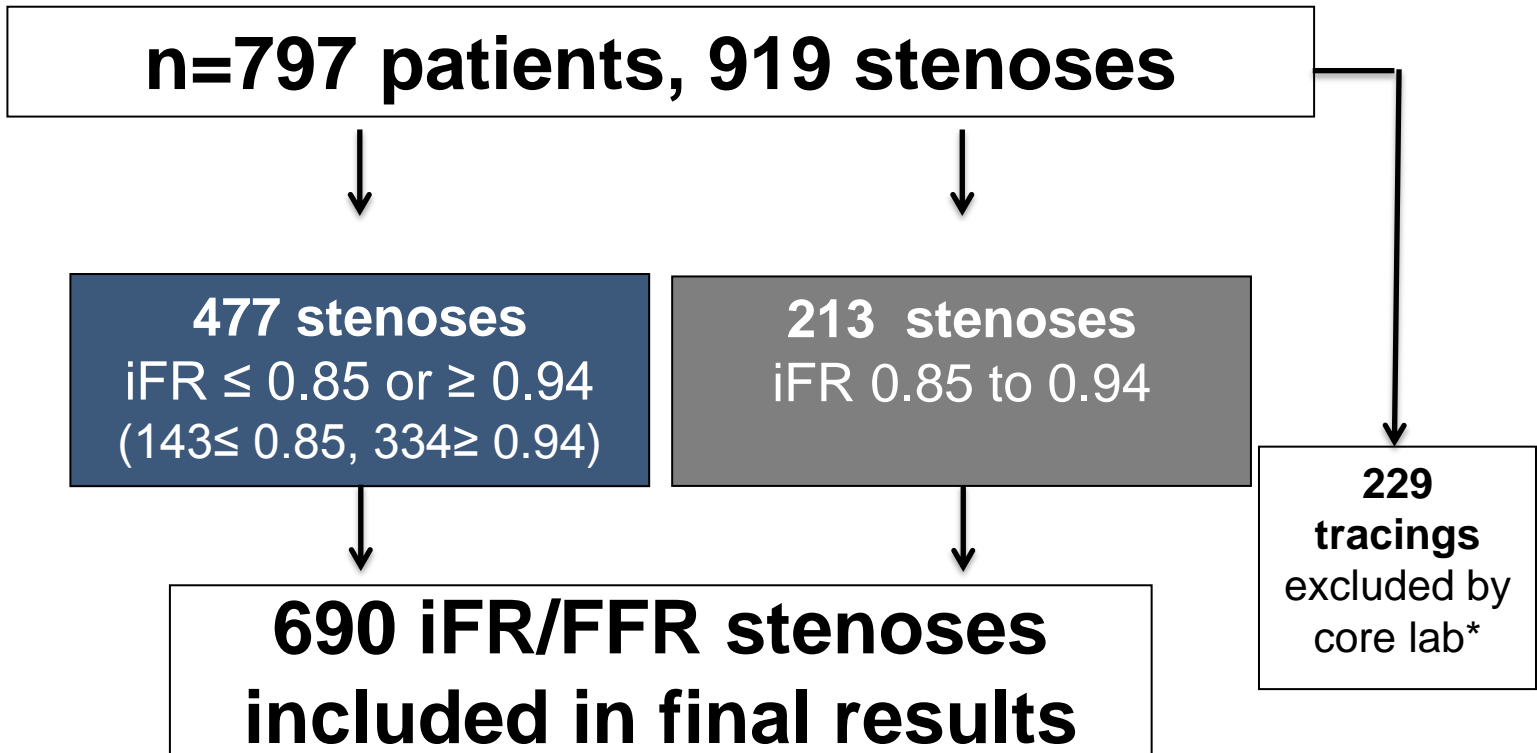 n=797 patients, 919 stenoses
477 stenoses
iFR ≤ 0.85 or ≥ 0.94
(143≤ 0.85, 334≥ 0.94)
213  stenoses
iFR 0.85 to 0.94
229
tracings
excluded by
core lab*
690 iFR/FFR stenoses
included in final results